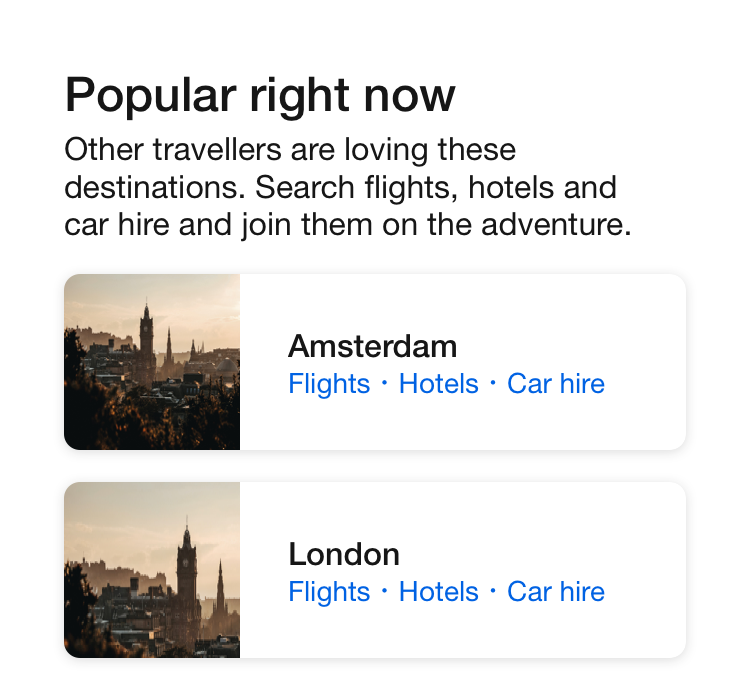 Popular right now
Other travellers are loving these
destinations. Search flights, hotels and
car hire and join them on the adventure.
Amsterdam
Flights · Hotels · Car hire
London
Flights · Hotels · Car hire